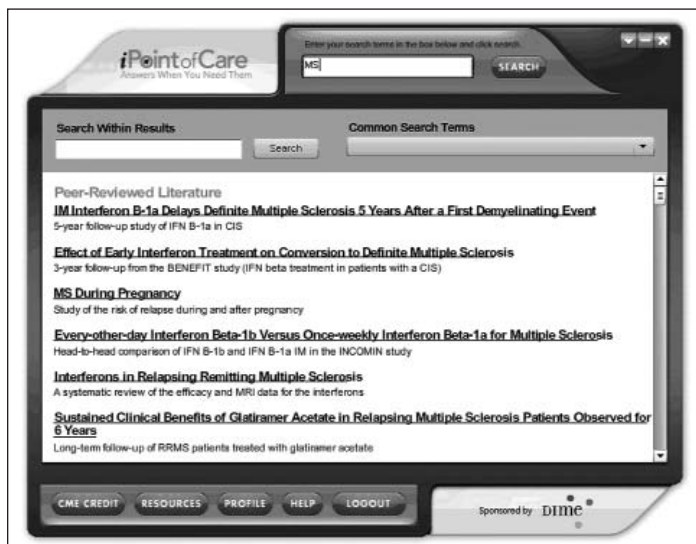 iPointofCare
Answers When You Need Them
Enter your search terms in the box below and click search.
MS
SEARCH
Search Within Results
Common Search Terms
Search
Peer-Reviewed Literature
IM Interferon B-1a Delays Definite Multiple Sclerosis 5 Years After a First Demyelinating Event
5-year follow-up study of IFN B-1a in CIS
Effect of Early Interferon Treatment on Conversion to Definite Multiple Sclerosis
3-year follow-up from the BENEFIT study (IFN beta treatment in patients with a CIS)
MS During Pregnancy
Study of the risk of relapse during and after pregnancy
Every-other-day Interferon Beta-1b Versus Once-weekly Interferon Beta-1a for Multiple Sclerosis
Head-to-head comparison of IFN B-1b and IFN B-1a IM in the INCOMIN study
Interferons in Relapsing Remitting Multiple Sclerosis
A systematic review of the efficacy and MRI data for the interferons
Sustained Clinical Benefits of Glatiramer Acetate in Relapsing Multiple Sclerosis Patients Observed for
6 Years
Long-term follow-up of RRMS patients treated with glatiramer acetate
CME CREDIT
RESOURCES
PROFILE
HELP
LOGOUT
Sponsored by DIme